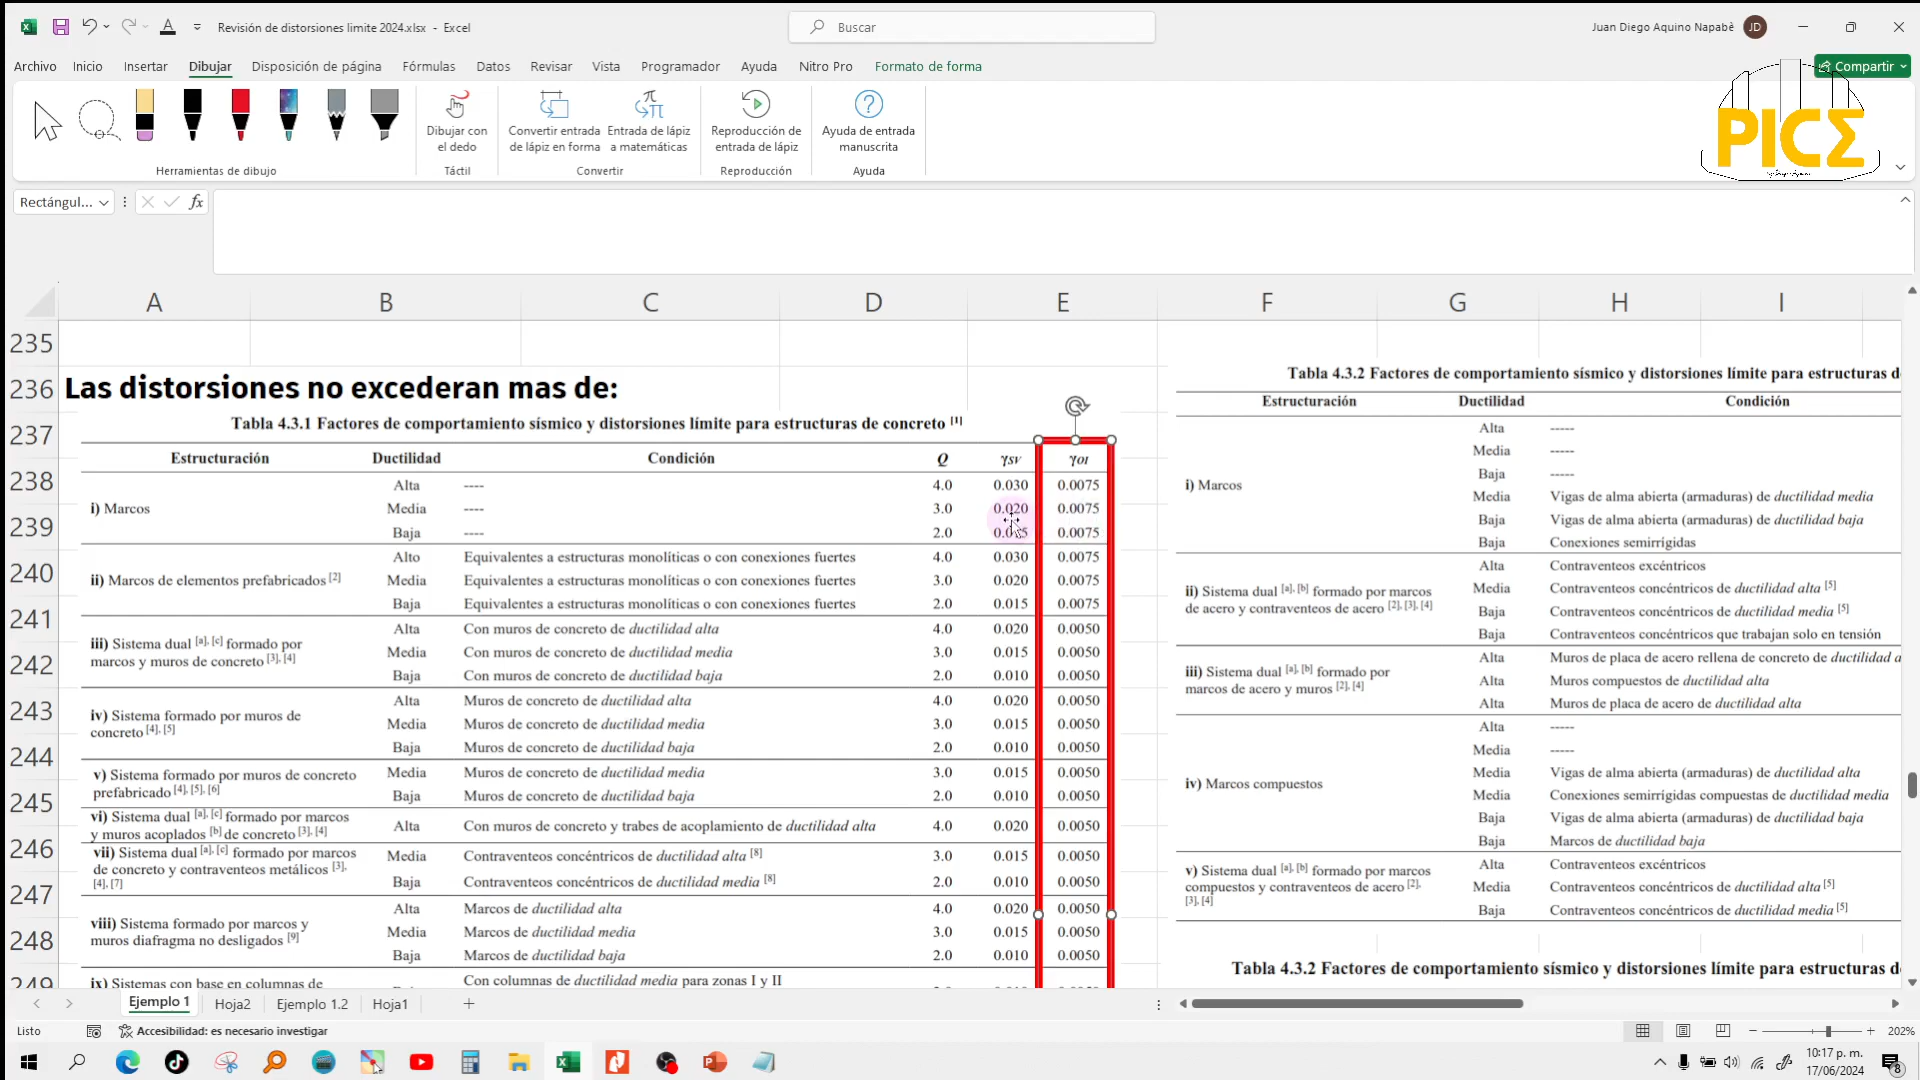 Revisión de distorsiones limite 2024.xlsx - Excel
Buscar
Juan Diego Aquino Napabè
JD
Archivo Inicio Insertar Dibujar Disposición de página Fórmulas Datos Revisar Vista Programador Ayuda Nitro Pro Formato de forma
Compartir
PICΣ
Dibujar con el dedo
Convertir entrada de lápiz en forma
Entrada de lápiz a matemáticas
Reproducción de entrada de lápiz
Ayuda de entrada manuscrita
Herramientas de dibujo Táctil Convertir Reproducción Ayuda
Rectángul... fx
A B C D E F G H I
235
236 Las distorsiones no excederan mas de:
237
238
239
240
241
242
243
244
245
246
247
248
249
Tabla 4.3.1 Factores de comportamiento sísmico y distorsiones límite para estructuras de concreto [1]
Estructuración Ductilidad Condición Q γSV γOI
i) Marcos
Alta ---- 4.0 0.030 0.0075
Media ---- 3.0 0.020 0.0075
Baja ---- 2.0 0.015 0.0075
ii) Marcos de elementos prefabricados [2]
Alto Equivalentes a estructuras monolíticas o con conexiones fuertes 4.0 0.030 0.0075
Media Equivalentes a estructuras monolíticas o con conexiones fuertes 3.0 0.020 0.0075
Baja Equivalentes a estructuras monolíticas o con conexiones fuertes 2.0 0.015 0.0075
iii) Sistema dual [a], [c] formado por
marcos y muros de concreto [3], [4]
Alta Con muros de concreto de ductilidad alta 4.0 0.020 0.0050
Media Con muros de concreto de ductilidad media 3.0 0.015 0.0050
Baja Con muros de concreto de ductilidad baja 2.0 0.010 0.0050
iv) Sistema formado por muros de
concreto [4], [5]
Alta Muros de concreto de ductilidad alta 4.0 0.020 0.0050
Media Muros de concreto de ductilidad media 3.0 0.015 0.0050
Baja Muros de concreto de ductilidad baja 2.0 0.010 0.0050
v) Sistema formado por muros de concreto
prefabricado [4], [5], [6]
Media Muros de concreto de ductilidad media 3.0 0.015 0.0050
Baja Muros de concreto de ductilidad baja 2.0 0.010 0.0050
vi) Sistema dual [a], [c] formado por marcos
y muros acoplados [b] de concreto [3], [4]
Alta Con muros de concreto y trabes de acoplamiento de ductilidad alta 4.0 0.020 0.0050
vii) Sistema dual [a], [c] formado por marcos
de concreto y contraventeos metálicos [3],
[4], [7]
Media Contraventeos concéntricos de ductilidad alta [8] 3.0 0.015 0.0050
Baja Contraventeos concéntricos de ductilidad media [8] 2.0 0.010 0.0050
viii) Sistema formado por marcos y
muros diafragma no desligados [9]
Alta Marcos de ductilidad alta 4.0 0.020 0.0050
Media Marcos de ductilidad media 3.0 0.015 0.0050
Baja Marcos de ductilidad baja 2.0 0.010 0.0050
ix) Sistemas con base en columnas de
Con columnas de ductilidad media para zonas I y II
Tabla 4.3.2 Factores de comportamiento sísmico y distorsiones límite para estructuras d
Estructuración Ductilidad Condición
i) Marcos
Alta -----
Media -----
Baja -----
Media Vigas de alma abierta (armaduras) de ductilidad media
Baja Vigas de alma abierta (armaduras) de ductilidad baja
Baja Conexiones semirrígidas
ii) Sistema dual [a], [b] formado por marcos
de acero y contraventeos de acero [2], [3], [4]
Alta Contraventeos excéntricos
Media Contraventeos concéntricos de ductilidad alta [5]
Baja Contraventeos concéntricos de ductilidad media [5]
Baja Contraventeos concéntricos que trabajan solo en tensión
iii) Sistema dual [a], [b] formado por
marcos de acero y muros [2], [4]
Alta Muros de placa de acero rellena de concreto de ductilidad a
Alta Muros compuestos de ductilidad alta
Alta Muros de placa de acero de ductilidad alta
iv) Marcos compuestos
Alta -----
Media -----
Media Vigas de alma abierta (armaduras) de ductilidad alta
Media Conexiones semirrígidas compuestas de ductilidad media
Baja Vigas de alma abierta (armaduras) de ductilidad baja
Baja Marcos de ductilidad baja
v) Sistema dual [a], [b] formado por marcos
compuestos y contraventeos de acero [2],
[3], [4]
Alta Contraventeos excéntricos
Media Contraventeos concéntricos de ductilidad alta [5]
Baja Contraventeos concéntricos de ductilidad media [5]
Tabla 4.3.2 Factores de comportamiento sísmico y distorsiones límite para estructuras d
Ejemplo 1 Hoja2 Ejemplo 1.2 Hoja1
Listo Accesibilidad: es necesario investigar 202%
10:17 p. m.
17/06/2024
8